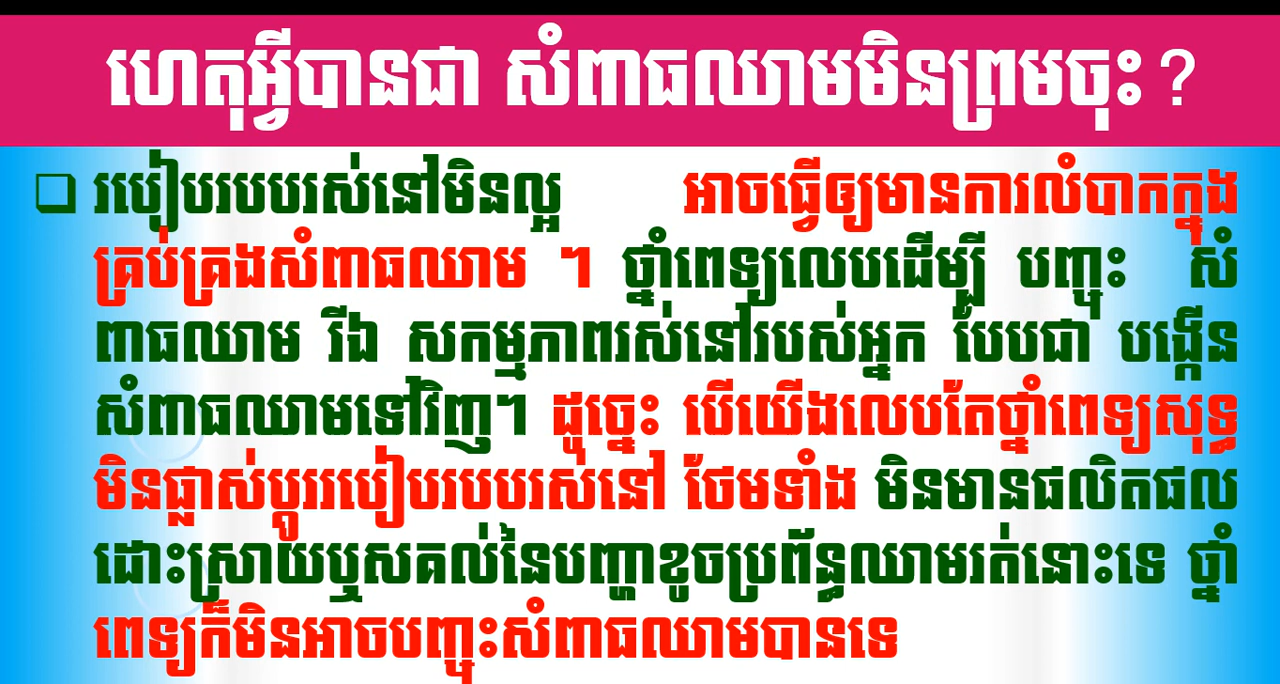 ហេតុអ្វីបានជា សំពាធឈាមមិនព្រមចុះ?
❑ របៀបរបបរស់នៅមិនល្អ អាចធ្វើឲ្យមានការលំបាកក្នុង
គ្រប់គ្រងសំពាធឈាម ។ ថ្នាំពេទ្យលេបដើម្បី បញ្ចុះ សំ
ពាធឈាម រីឯ សកម្មភាពរស់នៅរបស់អ្នក បែបជា បង្កើន
សំពាធឈាមទៅវិញ។ ដូច្នេះ បើយើងលេបតែថ្នាំពេទ្យសុទ្ធ
មិនផ្លាស់ប្តូររបៀបរបបរស់នៅ ថែមទាំង មិនមានផលិតផល
ដោះស្រាយឬសគល់នៃបញ្ហាខូចប្រព័ន្ធឈាមរត់នោះទេ ថ្នាំ
ពេទ្យក៏មិនអាចបញ្ចុះសំពាធឈាមបានទេ